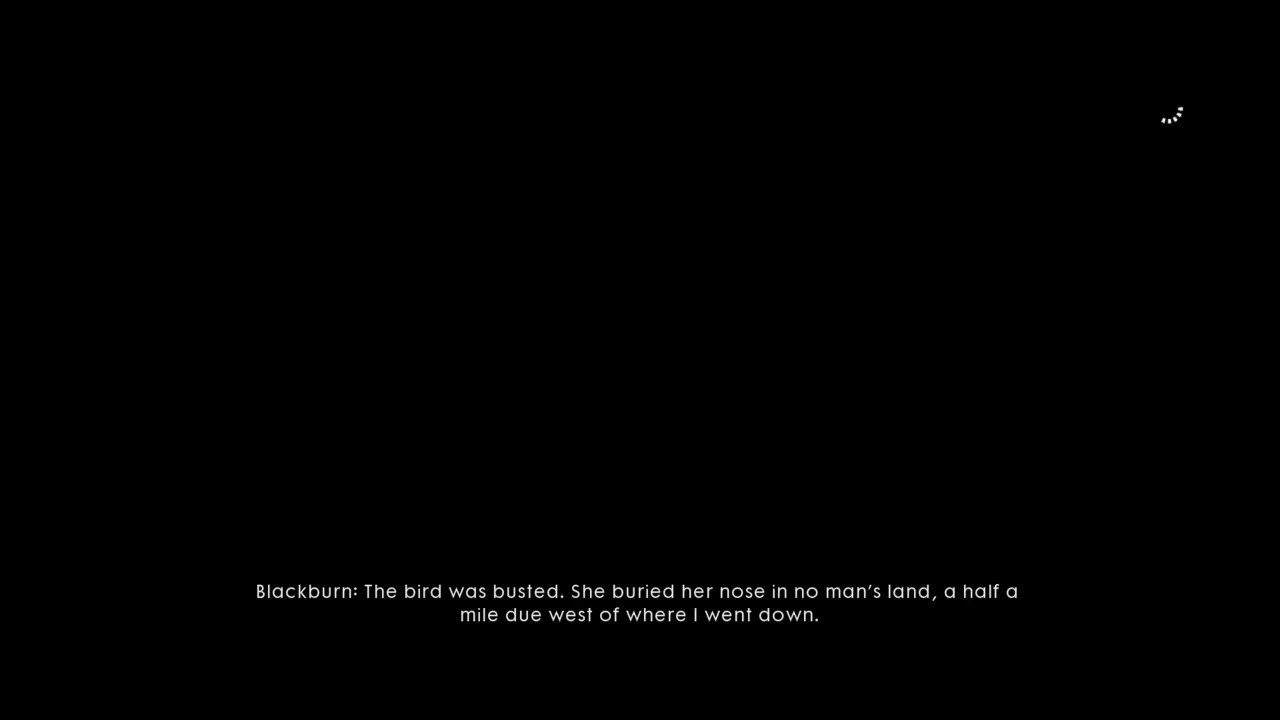 Blackburn: The bird was busted. She buried her nose in no man's land, a half a
mile due west of where I went down.